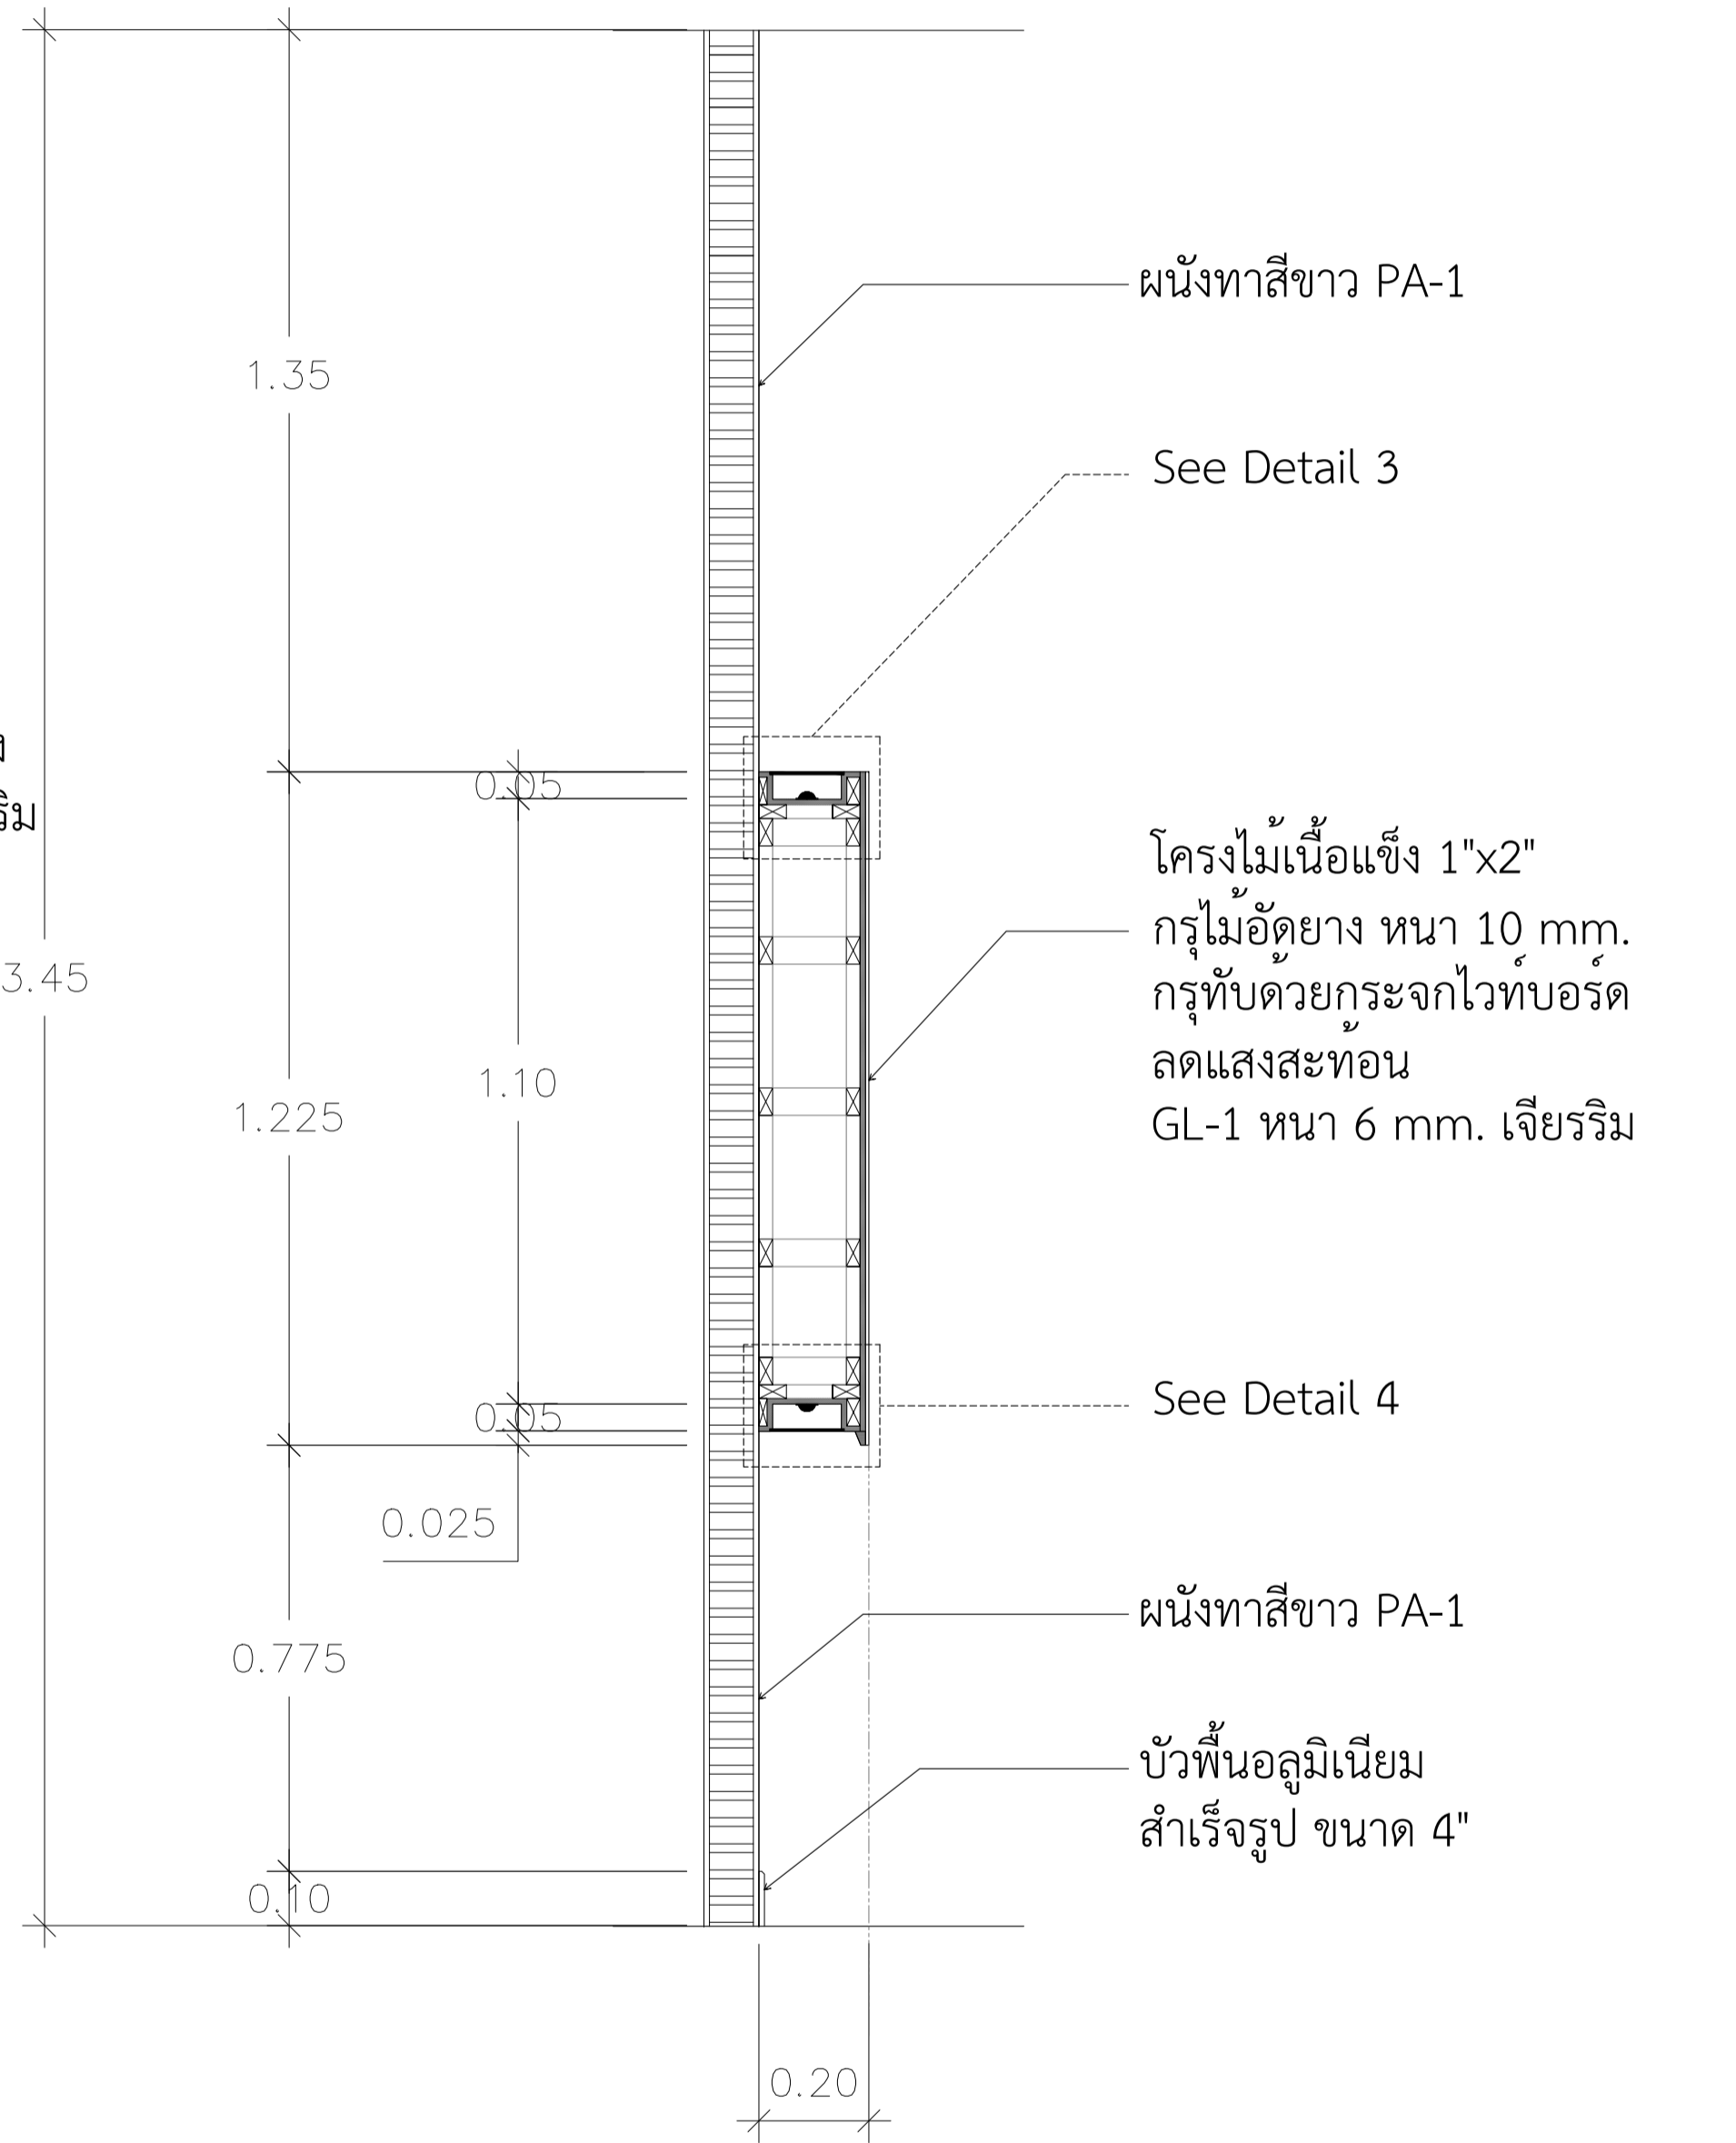 ผนังทาสีขาว PA-1
1.35
See Detail 3
0.05
ริม
โครงไม้เนื้อแข็ง 1"x2"
กรุไม้อัดยาง หนา 10 mm.
กรุทับด้วยกระจกไวท์บอร์ด
ลดแสงสะท้อน
GL-1 หนา 6 mm. เจียรริม
3.45
1.10
1.225
See Detail 4
0.05
0.025
ผนังทาสีขาว PA-1
0.775
บัวพื้นอลูมิเนียม
สำเร็จรูป ขนาด 4"
0.10
0.20